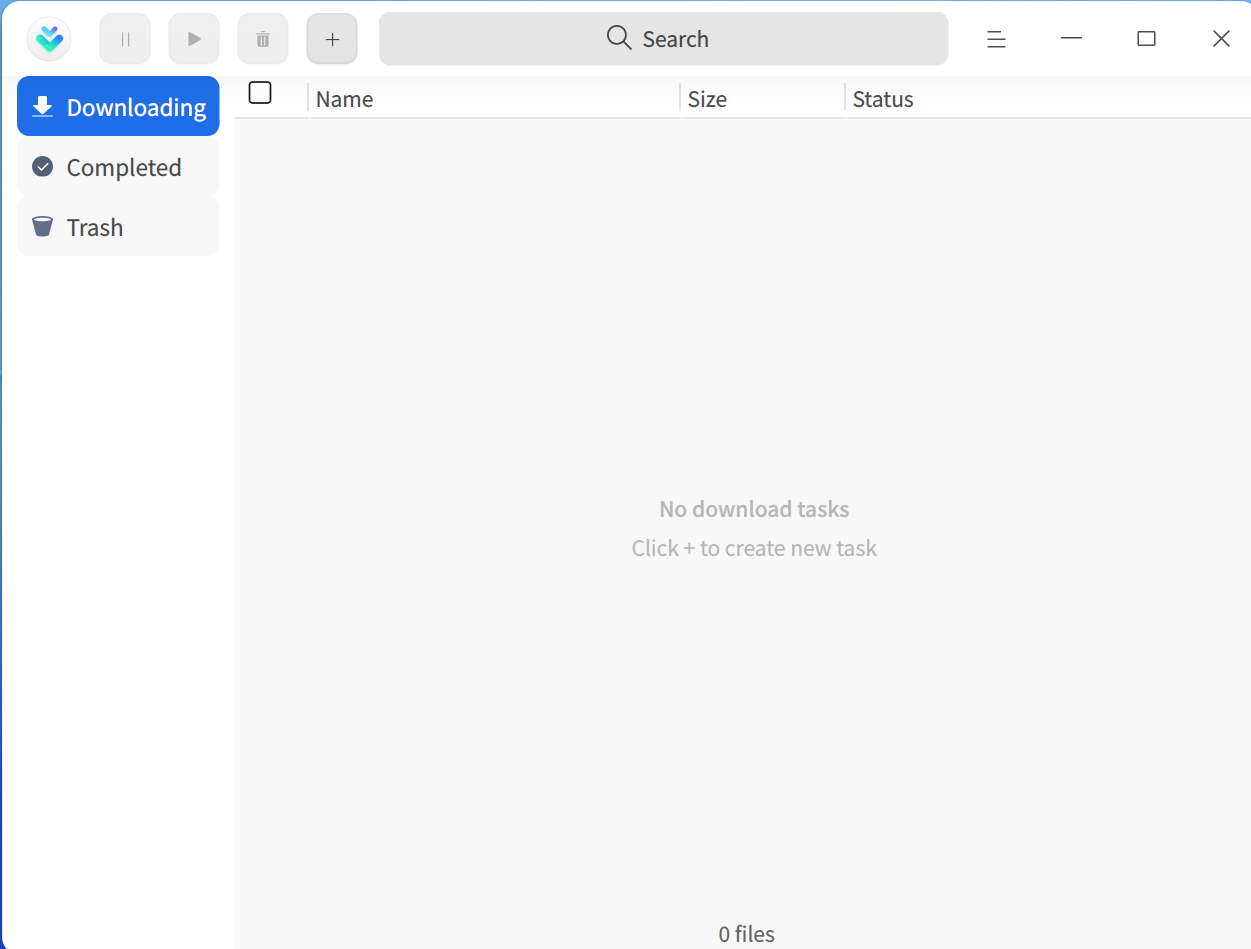 Search
Downloading
Completed
Trash
Name Size Status
No download tasks
Click + to create new task
0 files